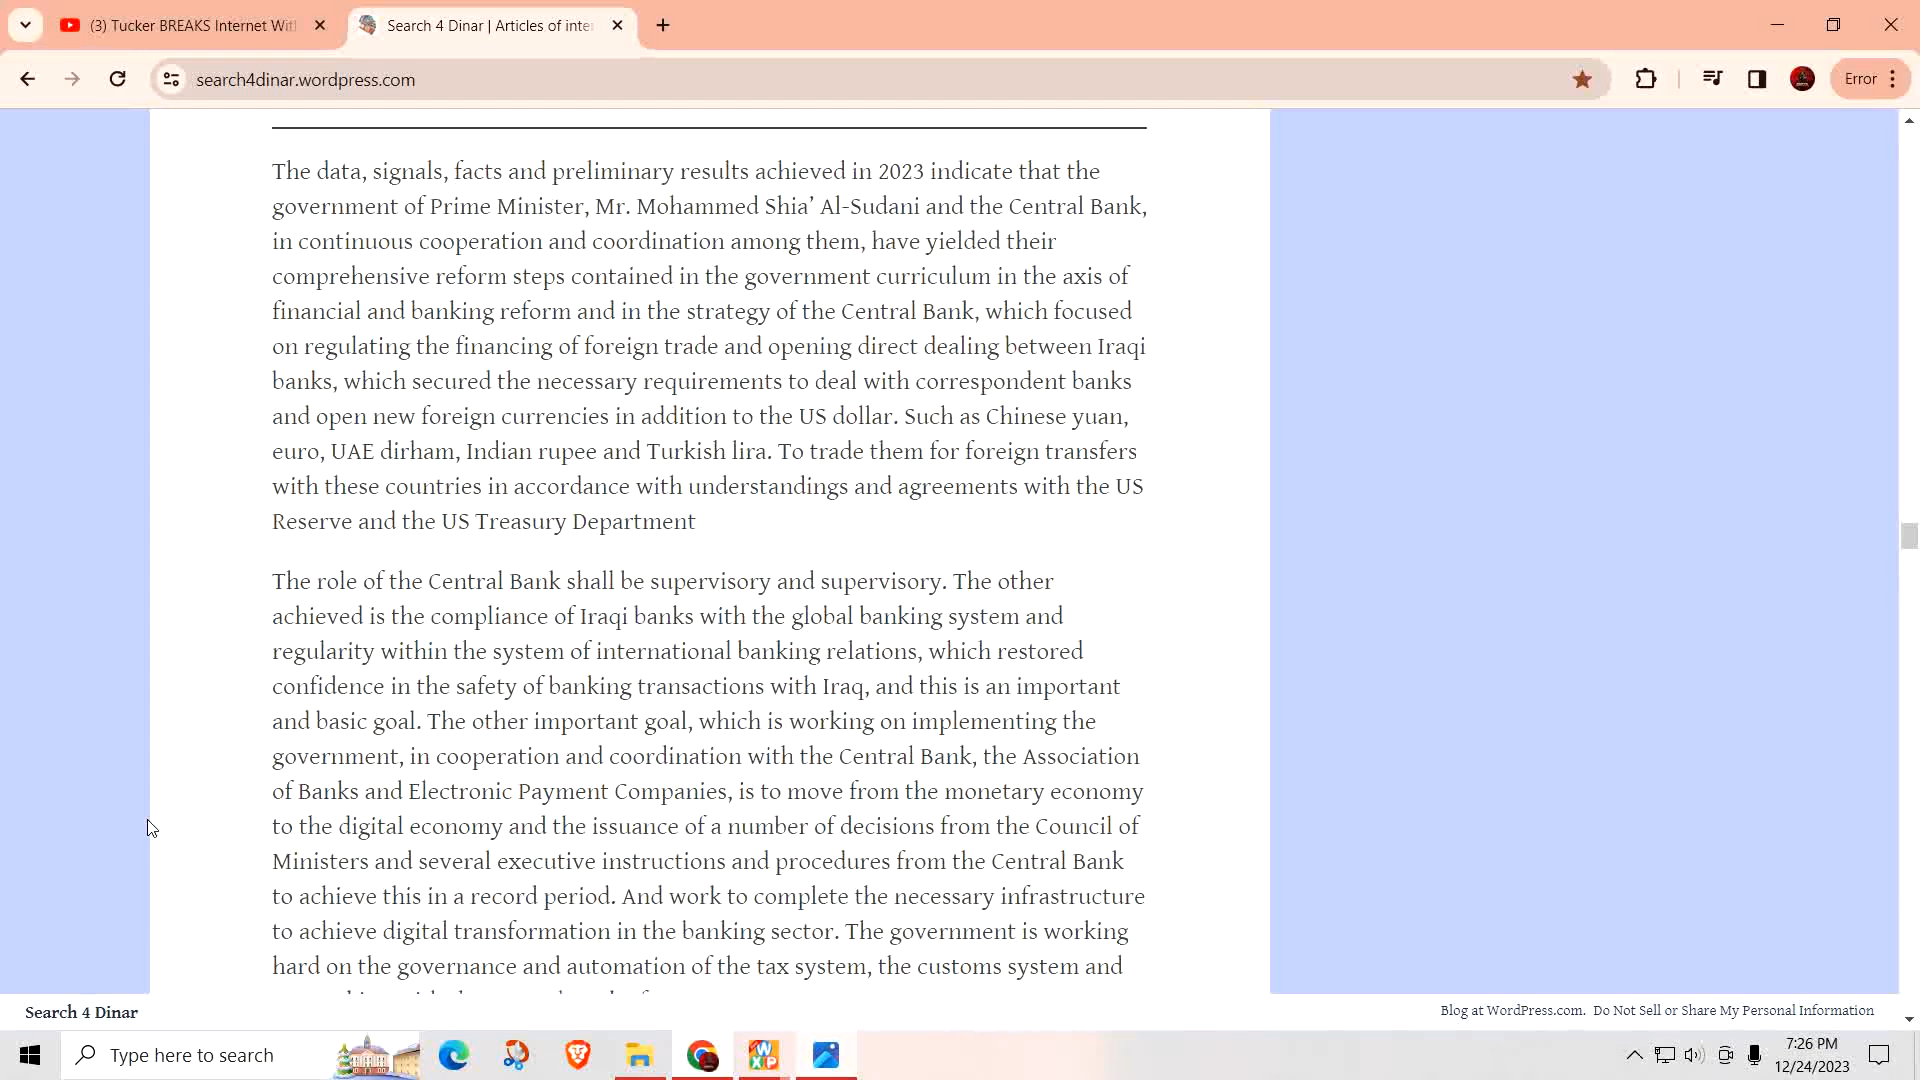 (3) Tucker BREAKS Internet Wit
Search 4 Dinar | Articles of inte
search4dinar.wordpress.com
Error
The data, signals, facts and preliminary results achieved in 2023 indicate that the
government of Prime Minister, Mr. Mohammed Shia’ Al-Sudani and the Central Bank,
in continuous cooperation and coordination among them, have yielded their
comprehensive reform steps contained in the government curriculum in the axis of
financial and banking reform and in the strategy of the Central Bank, which focused
on regulating the financing of foreign trade and opening direct dealing between Iraqi
banks, which secured the necessary requirements to deal with correspondent banks
and open new foreign currencies in addition to the US dollar. Such as Chinese yuan,
euro, UAE dirham, Indian rupee and Turkish lira. To trade them for foreign transfers
with these countries in accordance with understandings and agreements with the US
Reserve and the US Treasury Department
The role of the Central Bank shall be supervisory and supervisory. The other
achieved is the compliance of Iraqi banks with the global banking system and
regularity within the system of international banking relations, which restored
confidence in the safety of banking transactions with Iraq, and this is an important
and basic goal. The other important goal, which is working on implementing the
government, in cooperation and coordination with the Central Bank, the Association
of Banks and Electronic Payment Companies, is to move from the monetary economy
to the digital economy and the issuance of a number of decisions from the Council of
Ministers and several executive instructions and procedures from the Central Bank
to achieve this in a record period. And work to complete the necessary infrastructure
to achieve digital transformation in the banking sector. The government is working
hard on the governance and automation of the tax system, the customs system and
Search 4 Dinar
Blog at WordPress.com. Do Not Sell or Share My Personal Information
Type here to search
7:26 PM
12/24/2023